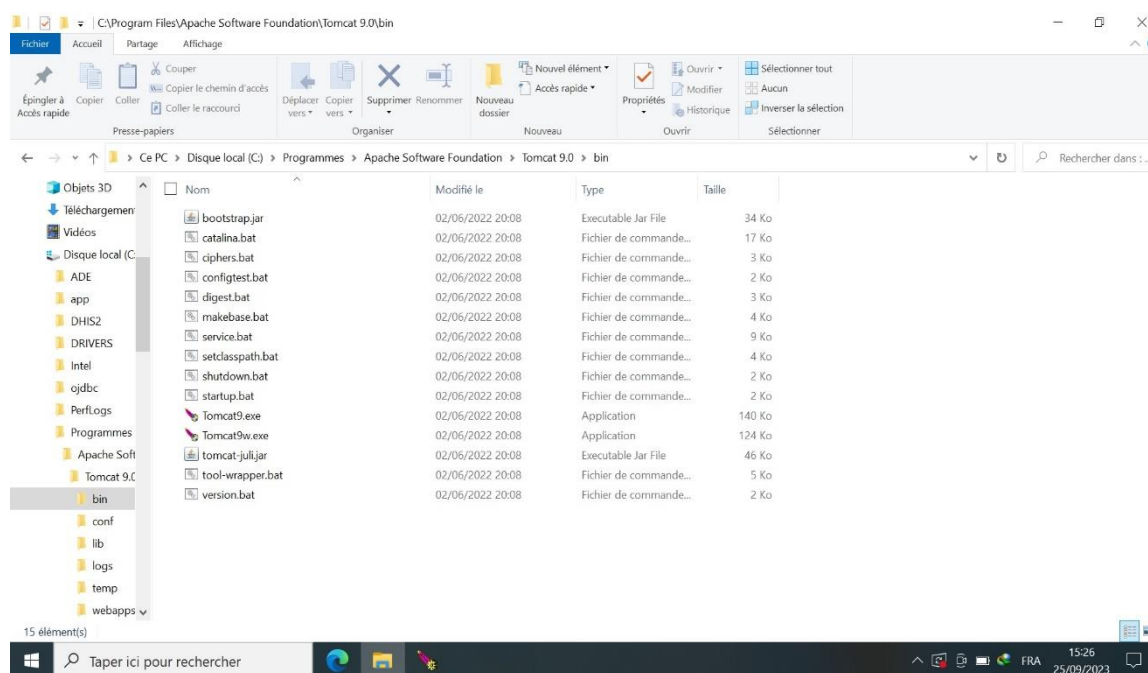 C:\Program Files\Apache Software Foundation\Tomcat 9.0\bin
Fichier Accueil Partage Affichage
Épingler à Accès rapide
Copier
Coller
Couper
Copier le chemin d'accès
Coller le raccourci
Presse-papiers
Déplacer vers
Copier vers
Supprimer
Renommer
Organiser
Nouveau dossier
Nouvel élément
Accès rapide
Nouveau
Propriétés
Ouvrir
Modifier
Historique
Ouvrir
Sélectionner tout
Aucun
Inverser la sélection
Sélectionner
Ce PC > Disque local (C:) > Programmes > Apache Software Foundation > Tomcat 9.0 > bin
Rechercher dans : ...
Objets 3D
Téléchargemen
Vidéos
Disque local (C:
ADE
app
DHIS2
DRIVERS
Intel
ojdbc
PerfLogs
Programmes
Apache Soft
Tomcat 9.0
bin
conf
lib
logs
temp
webapps
Nom Modifié le Type Taille
bootstrap.jar 02/06/2022 20:08 Executable Jar File 34 Ko
catalina.bat 02/06/2022 20:08 Fichier de commande... 17 Ko
ciphers.bat 02/06/2022 20:08 Fichier de commande... 3 Ko
configtest.bat 02/06/2022 20:08 Fichier de commande... 2 Ko
digest.bat 02/06/2022 20:08 Fichier de commande... 3 Ko
makebase.bat 02/06/2022 20:08 Fichier de commande... 4 Ko
service.bat 02/06/2022 20:08 Fichier de commande... 9 Ko
setclasspath.bat 02/06/2022 20:08 Fichier de commande... 4 Ko
shutdown.bat 02/06/2022 20:08 Fichier de commande... 2 Ko
startup.bat 02/06/2022 20:08 Fichier de commande... 2 Ko
Tomcat9.exe 02/06/2022 20:08 Application 140 Ko
Tomcat9w.exe 02/06/2022 20:08 Application 124 Ko
tomcat-juli.jar 02/06/2022 20:08 Executable Jar File 46 Ko
tool-wrapper.bat 02/06/2022 20:08 Fichier de commande... 5 Ko
version.bat 02/06/2022 20:08 Fichier de commande... 2 Ko
15 élément(s)
Taper ici pour rechercher
FRA
15:26
25/09/2023